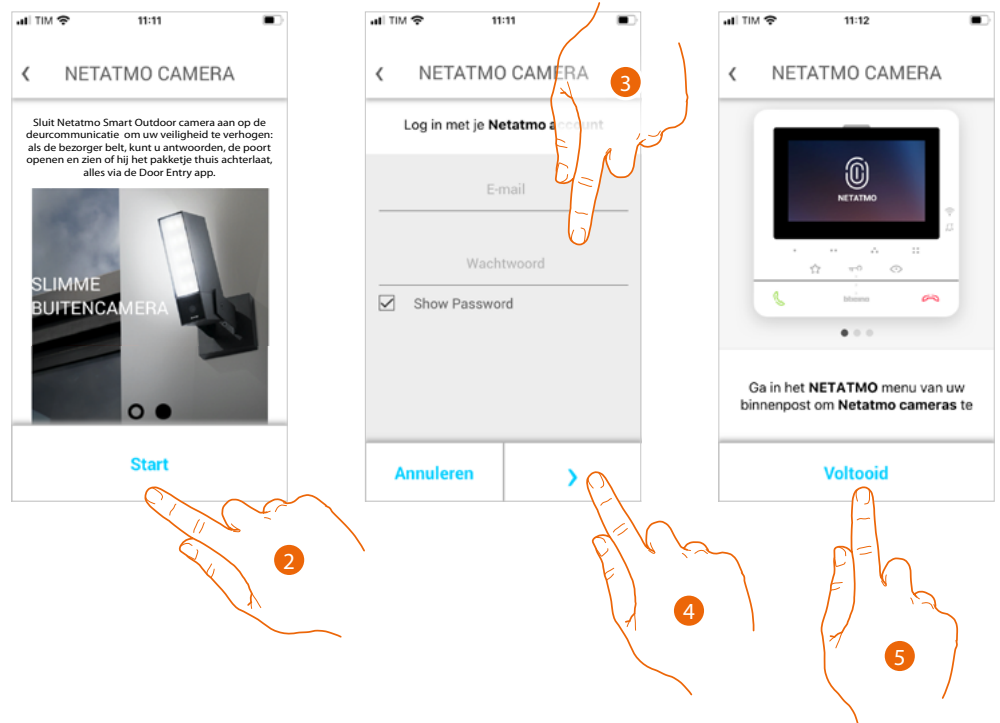 TIM 11:11
NETATMO CAMERA
Sluit Netatmo Smart Outdoor camera aan op de
deurcommunicatie om uw veiligheid te verhogen:
als de bezorger belt, kunt u antwoorden, de poort
openen en zien of hij het pakketje thuis achterlaat,
alles via de Door Entry app.
SLIMME
BUITENCAMERA
Start
2
TIM 11:11
NETATMO CAMERA
3
Log in met je Netatmo account
E-mail
Wachtwoord
Show Password
Annuleren
4
TIM 11:12
NETATMO CAMERA
NETATMO
Ga in het NETATMO menu van uw
binnenpost om Netatmo cameras te
Voltooid
5